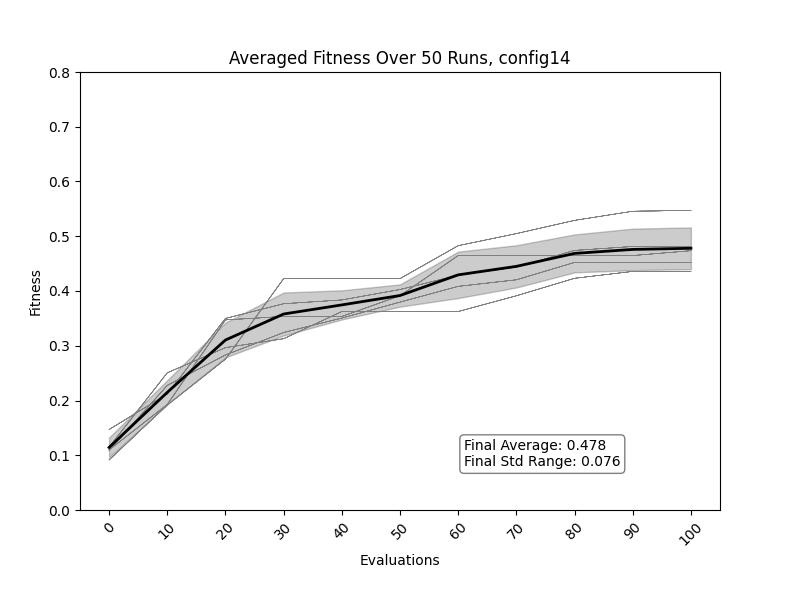 Averaged Fitness Over 50 Runs, config14
0.8
0.7
0.6
0.5
0.4
0.3
0.2
0.1
0.0
Fitness
Final Average: 0.478
Final Std Range: 0.076
0 10 20 30 40 50 60 70 80 90 100
Evaluations